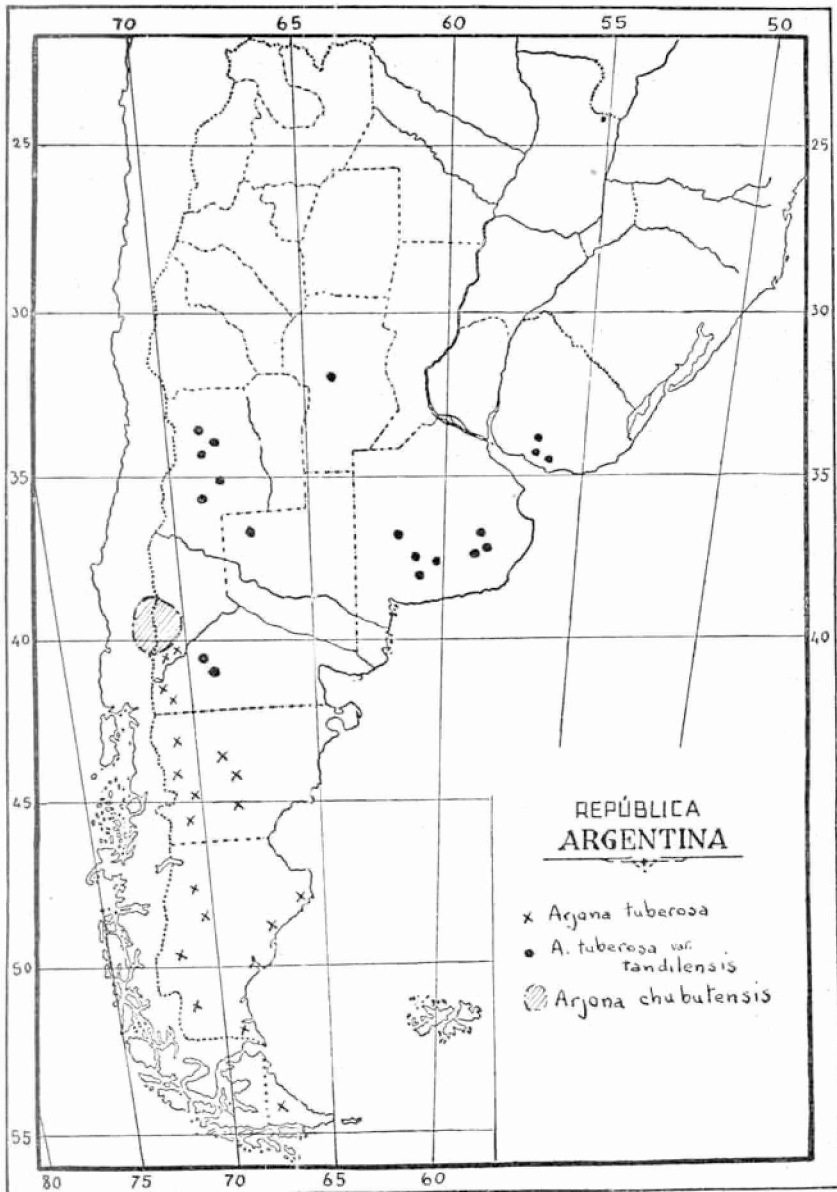 70 65 60 55 50
25 25
30 30
35 35
40 40
45
50
55
80 75 70 65 60
REPÚBLICA
ARGENTINA
x Arjona tuberosa
• A. tuberosa var.
tandilensis
Arjona chubutensis